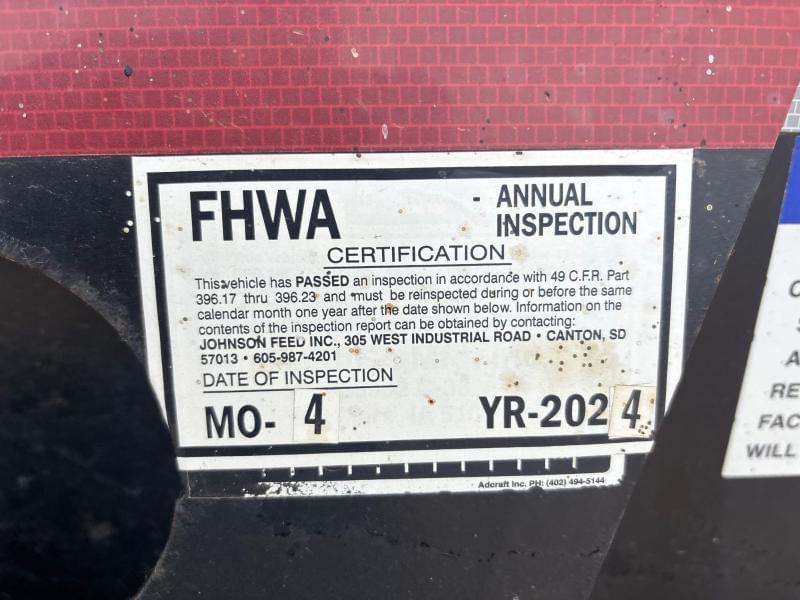 FHWA - ANNUAL
INSPECTION
CERTIFICATION
This vehicle has PASSED an inspection in accordance with 49 C.F.R. Part
396.17 thru 396.23 and must be reinspected during or before the same
calendar month one year after the date shown below. Information on the
contents of the inspection report can be obtained by contacting:
JOHNSON FEED INC., 305 WEST INDUSTRIAL ROAD • CANTON, SD
57013 • 605-987-4201
DATE OF INSPECTION
MO- 4 YR-2024
Adcraft Inc. PH: (402) 494-5144
RE
FAC
WILL